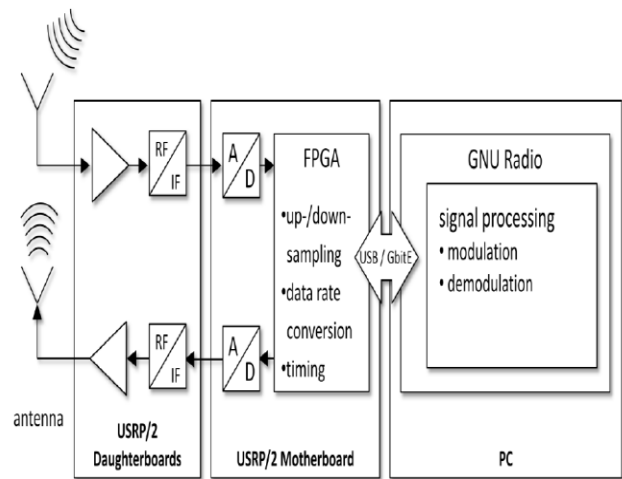 RF
IF
A
D
FPGA
•up-/down-
sampling
•data rate
conversion
•timing
RF
IF
A
D
USB / GbitE
GNU Radio
signal processing
• modulation
• demodulation
antenna
USRP/2
Daughterboards
USRP/2 Motherboard
PC